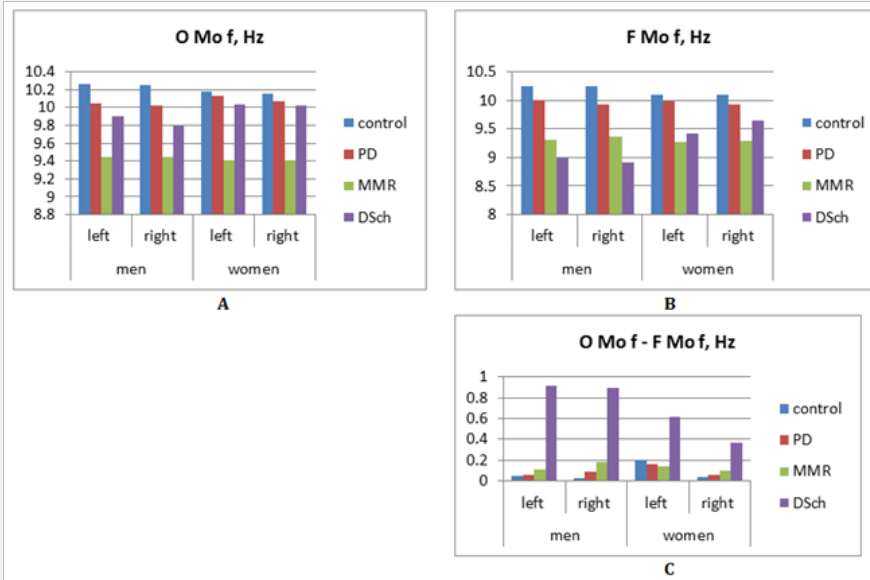 O Mo f, Hz
10.4
10.2
10
9.8
9.6
9.4
9.2
9
8.8
left right left right
men women
control
PD
MMR
DSch
A
F Mo f, Hz
10.5
10
9.5
9
8.5
8
left right left right
men women
control
PD
MMR
DSch
B
O Mo f - F Mo f, Hz
1
0.8
0.6
0.4
0.2
0
left right left right
men women
control
PD
MMR
DSch
C